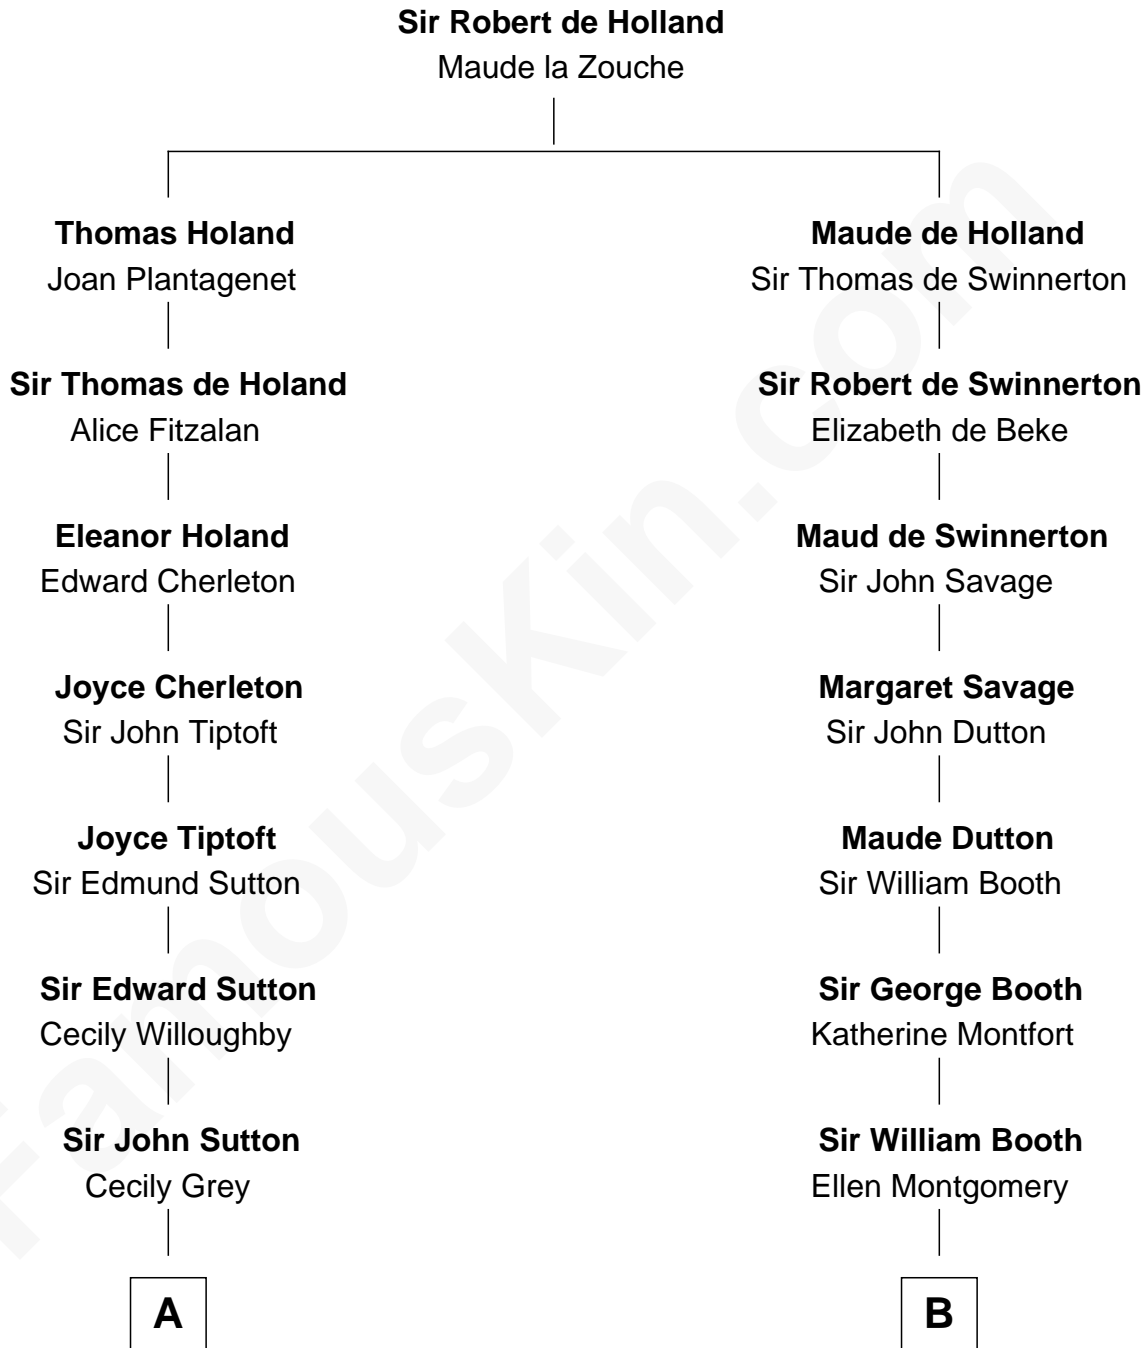 Sir Robert de Holland
Maude la Zouche
Thomas Holand
Joan Plantagenet
Sir Thomas de Holand
Alice Fitzalan
Eleanor Holand
Edward Cherleton
Joyce Cherleton
Sir John Tiptoft
Joyce Tiptoft
Sir Edmund Sutton
Sir Edward Sutton
Cecily Willoughby
Sir John Sutton
Cecily Grey
A
Maude de Holland
Sir Thomas de Swinnerton
Sir Robert de Swinnerton
Elizabeth de Beke
Maud de Swinnerton
Sir John Savage
Margaret Savage
Sir John Dutton
Maude Dutton
Sir William Booth
Sir George Booth
Katherine Montfort
Sir William Booth
Ellen Montgomery
B
FamousKin.com